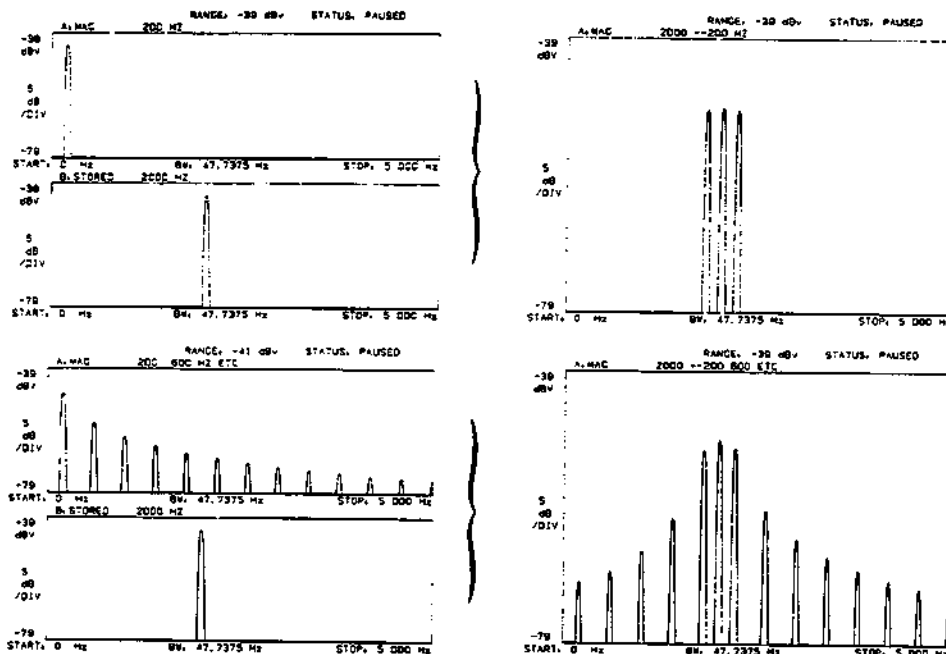 RANGE: -39 dBv STATUS: PAUSED
A: MAG 200 HZ
-39
dBv
5
dB
/DIV
-79
START: 0 Hz BW: 47.7375 Hz STOP: 5 000 Hz
B: STORED 2000 HZ
-39
dBv
5
dB
/DIV
-79
START: 0 Hz BW: 47.7375 Hz STOP: 5 000 Hz
RANGE: -39 dBv STATUS: PAUSED
A: MAG 2000 +-200 HZ
-39
dBv
5
dB
/DIV
-79
START: 0 Hz BW: 47.7375 Hz STOP: 5 000 Hz
RANGE: -41 dBv STATUS: PAUSED
A: MAG 200 600 HZ ETC
-39
dBv
5
dB
/DIV
-79
START: 0 Hz BW: 47.7375 Hz STOP: 5 000 Hz
B: STORED 2000 HZ
-39
dBv
5
dB
/DIV
-79
START: 0 Hz BW: 47.7375 Hz STOP: 5 000 Hz
RANGE: -39 dBv STATUS: PAUSED
A: MAG 2000 +-200 600 ETC
-39
dBv
5
dB
/DIV
-79
START: 0 Hz BW: 47.7375 Hz STOP: 5 000 Hz